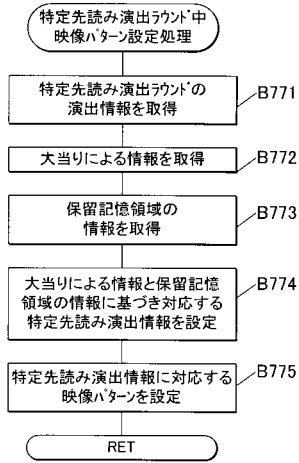 特定先読み演出ラウンド中
映像パターン設定処理
特定先読み演出ラウンドの
演出情報を取得
B771
大当りによる情報を取得
B772
保留記憶領域の
情報を取得
B773
大当りによる情報と保留記憶
領域の情報に基づき対応する
特定先読み演出情報を設定
B774
特定先読み演出情報に対応する
映像パターンを設定
B775
RET